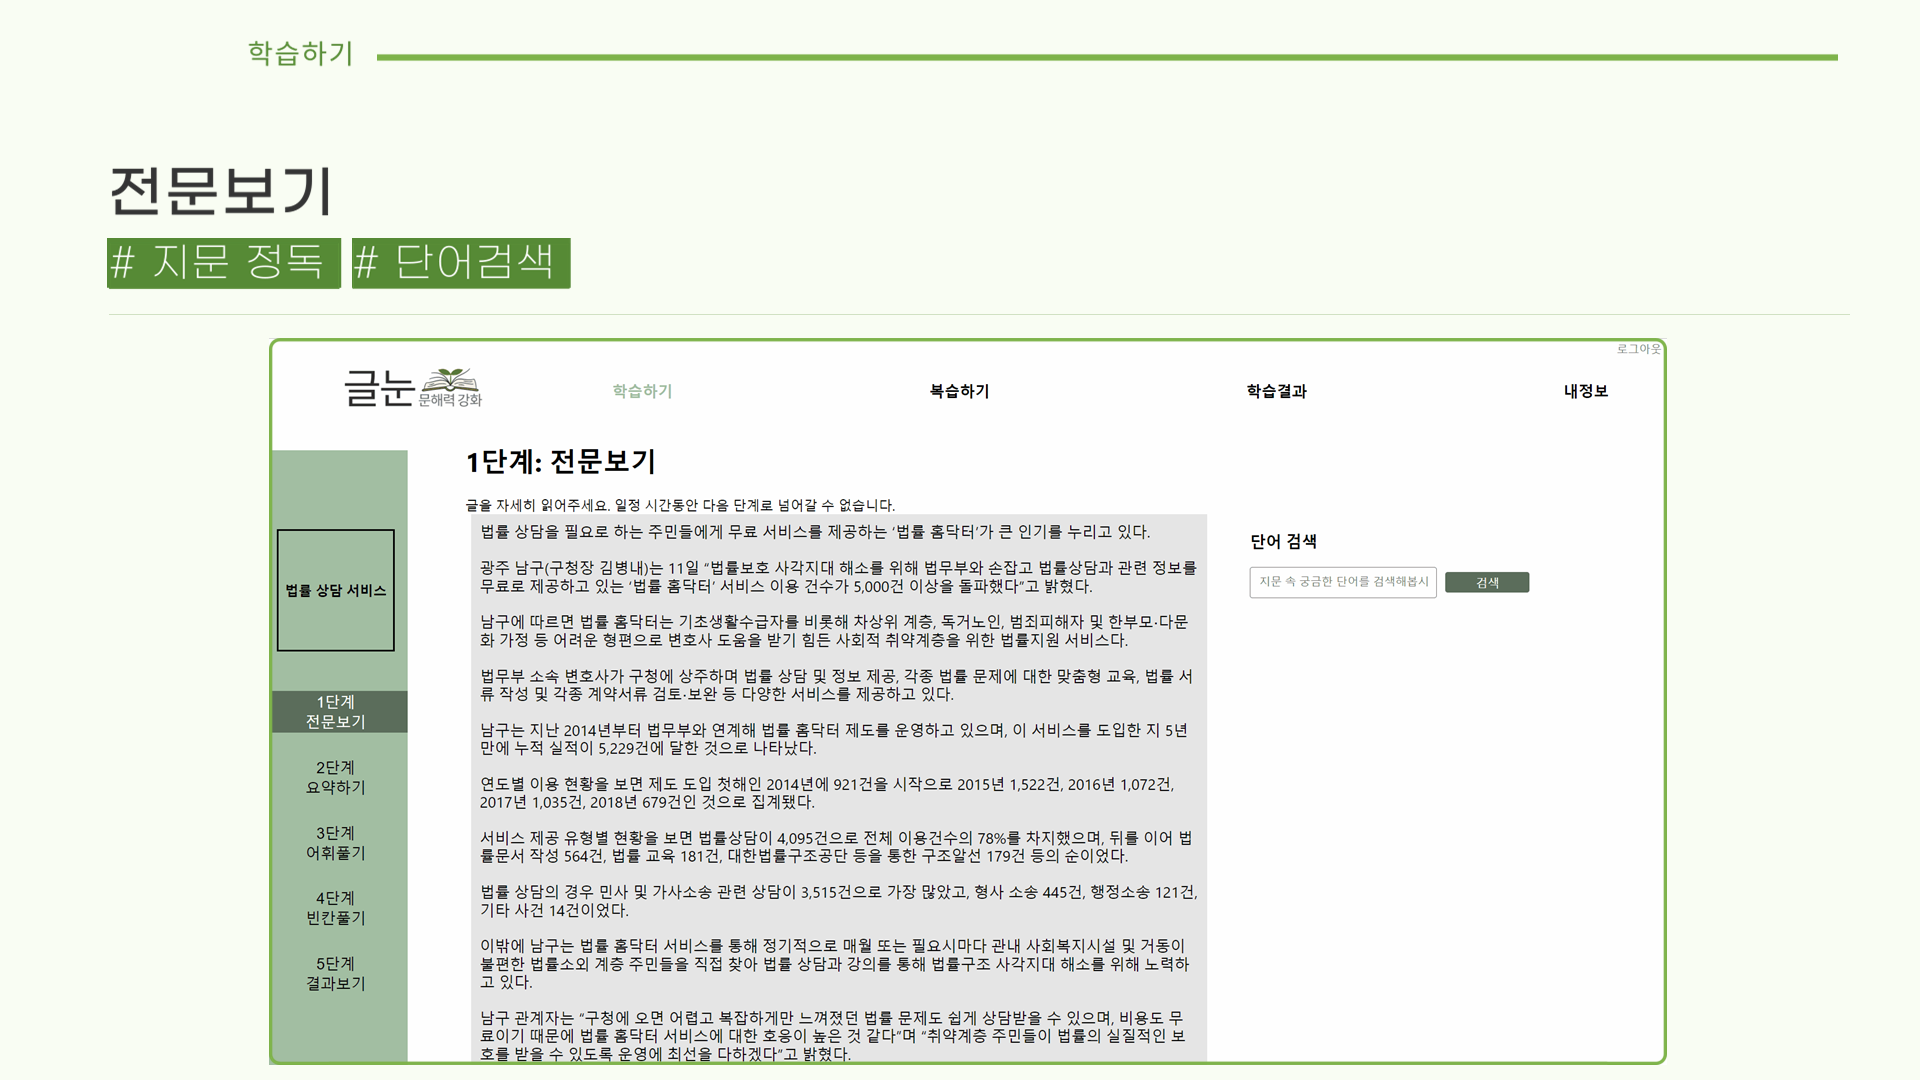 학습하기
전문보기
# 지문 정독 # 단어검색
로그아웃
글눈 문해력 강화
학습하기 복습하기 학습결과 내정보
법률 상담 서비스
1단계
전문보기
2단계
요약하기
3단계
어휘풀기
4단계
빈칸풀기
5단계
결과보기
1단계: 전문보기
글을 자세히 읽어주세요. 일정 시간동안 다음 단계로 넘어갈 수 없습니다.
법률 상담을 필요로 하는 주민들에게 무료 서비스를 제공하는 ‘법률 홈닥터’가 큰 인기를 누리고 있다.
광주 남구(구청장 김병내)는 11일 “법률보호 사각지대 해소를 위해 법무부와 손잡고 법률상담과 관련 정보를
무료로 제공하고 있는 ‘법률 홈닥터’ 서비스 이용 건수가 5,000건 이상을 돌파했다”고 밝혔다.
남구에 따르면 법률 홈닥터는 기초생활수급자를 비롯해 차상위 계층, 독거노인, 범죄피해자 및 한부모·다문
화 가정 등 어려운 형편으로 변호사 도움을 받기 힘든 사회적 취약계층을 위한 법률지원 서비스다.
법무부 소속 변호사가 구청에 상주하며 법률 상담 및 정보 제공, 각종 법률 문제에 대한 맞춤형 교육, 법률 서
류 작성 및 각종 계약서류 검토·보완 등 다양한 서비스를 제공하고 있다.
남구는 지난 2014년부터 법무부와 연계해 법률 홈닥터 제도를 운영하고 있으며, 이 서비스를 도입한 지 5년
만에 누적 실적이 5,229건에 달한 것으로 나타났다.
연도별 이용 현황을 보면 제도 도입 첫해인 2014년에 921건을 시작으로 2015년 1,522건, 2016년 1,072건,
2017년 1,035건, 2018년 679건인 것으로 집계됐다.
서비스 제공 유형별 현황을 보면 법률상담이 4,095건으로 전체 이용건수의 78%를 차지했으며, 뒤를 이어 법
률문서 작성 564건, 법률 교육 181건, 대한법률구조공단 등을 통한 구조알선 179건 등의 순이었다.
법률 상담의 경우 민사 및 가사소송 관련 상담이 3,515건으로 가장 많았고, 형사 소송 445건, 행정소송 121건,
기타 사건 14건이었다.
이밖에 남구는 법률 홈닥터 서비스를 통해 정기적으로 매월 또는 필요시마다 관내 사회복지시설 및 거동이
불편한 법률소외 계층 주민들을 직접 찾아 법률 상담과 강의를 통해 법률구조 사각지대 해소를 위해 노력하
고 있다.
남구 관계자는 “구청에 오면 어렵고 복잡하게만 느껴졌던 법률 문제도 쉽게 상담받을 수 있으며, 비용도 무
료이기 때문에 법률 홈닥터 서비스에 대한 호응이 높은 것 같다”며 “취약계층 주민들이 법률의 실질적인 보
호를 받을 수 있도록 운영에 최선을 다하겠다”고 밝혔다.
단어 검색
지문 속 궁금한 단어를 검색해봅시 검색